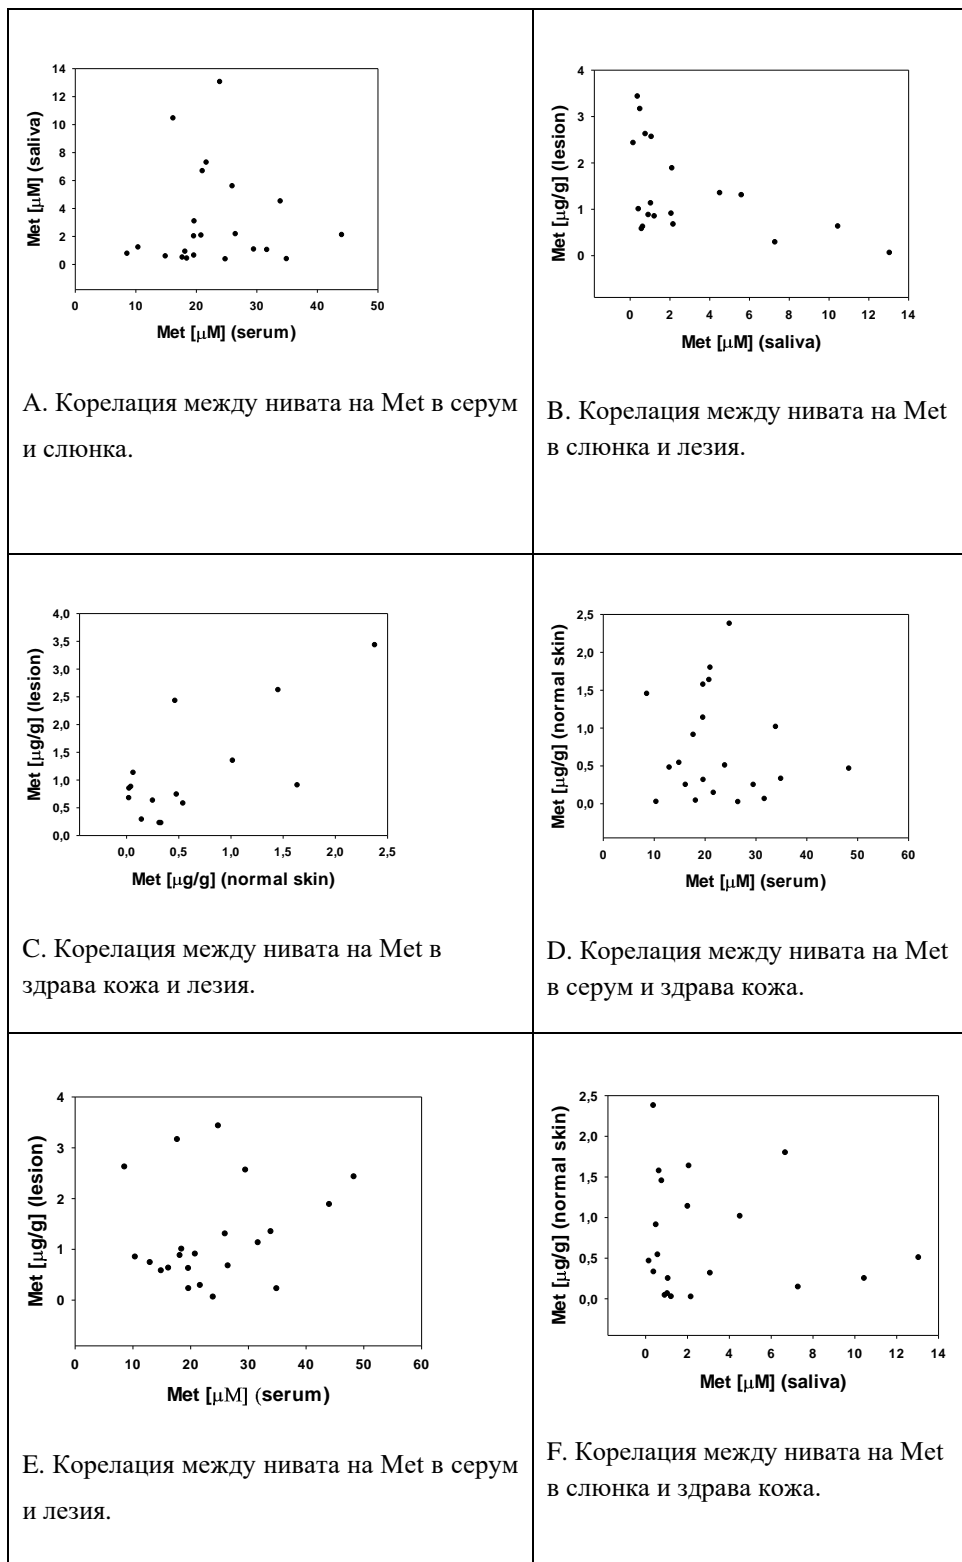 14
12
10
8
6
4
2
0
0 10 20 30 40 50
Met [μM] (saliva)
Met [μM] (serum)
A. Корелация между нивата на Met в серум
и слюнка.
4
3
2
1
0
0 2 4 6 8 10 12 14
Met [μg/g] (lesion)
Met [μM] (saliva)
B. Корелация между нивата на Met
в слюнка и лезия.
4,0
3,5
3,0
2,5
2,0
1,5
1,0
0,5
0,0
0,0 0,5 1,0 1,5 2,0 2,5
Met [μg/g] (lesion)
Met [μg/g] (normal skin)
C. Корелация между нивата на Met в
здрава кожа и лезия.
2,5
2,0
1,5
1,0
0,5
0,0
0 10 20 30 40 50 60
Met [μg/g] (normal skin)
Met [μM] (serum)
D. Корелация между нивата на Met
в серум и здрава кожа.
4
3
2
1
0
0 10 20 30 40 50 60
Met [μg/g] (lesion)
Met [μM] (serum)
E. Корелация между нивата на Met в серум
и лезия.
2,5
2,0
1,5
1,0
0,5
0,0
0 2 4 6 8 10 12 14
Met [μg/g] (normal skin)
Met [μM] (saliva)
F. Корелация между нивата на Met
в слюнка и здрава кожа.